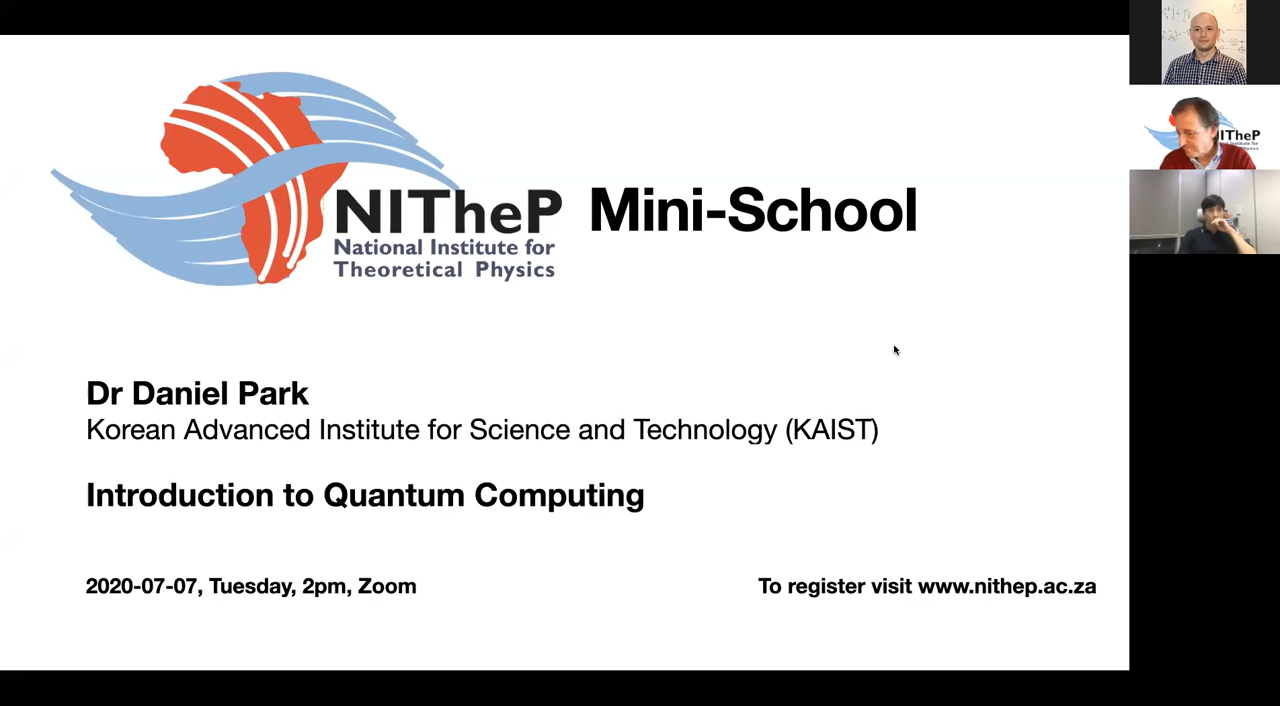 NITheP Mini-School
National Institute for
Theoretical Physics
Dr Daniel Park
Korean Advanced Institute for Science and Technology (KAIST)
Introduction to Quantum Computing
2020-07-07, Tuesday, 2pm, Zoom
To register visit www.nithep.ac.za
NITheP